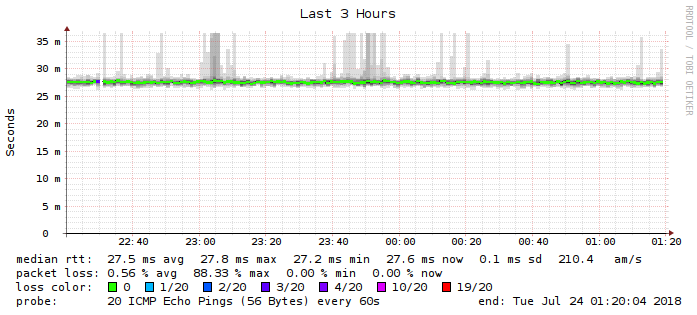 Last 3 Hours
RRDTOOL / TOBI OETIKER
Seconds
35 m
30 m
25 m
20 m
15 m
10 m
5 m
0
22:40 23:00 23:20 23:40 00:00 00:20 00:40 01:00 01:20
median rtt: 27.5 ms avg 27.8 ms max 27.2 ms min 27.6 ms now 0.1 ms sd 210.4 am/s
packet loss: 0.56 % avg 88.33 % max 0.00 % min 0.00 % now
loss color: 0 1/20 2/20 3/20 4/20 10/20 19/20
probe: 20 ICMP Echo Pings (56 Bytes) every 60s end: Tue Jul 24 01:20:04 2018